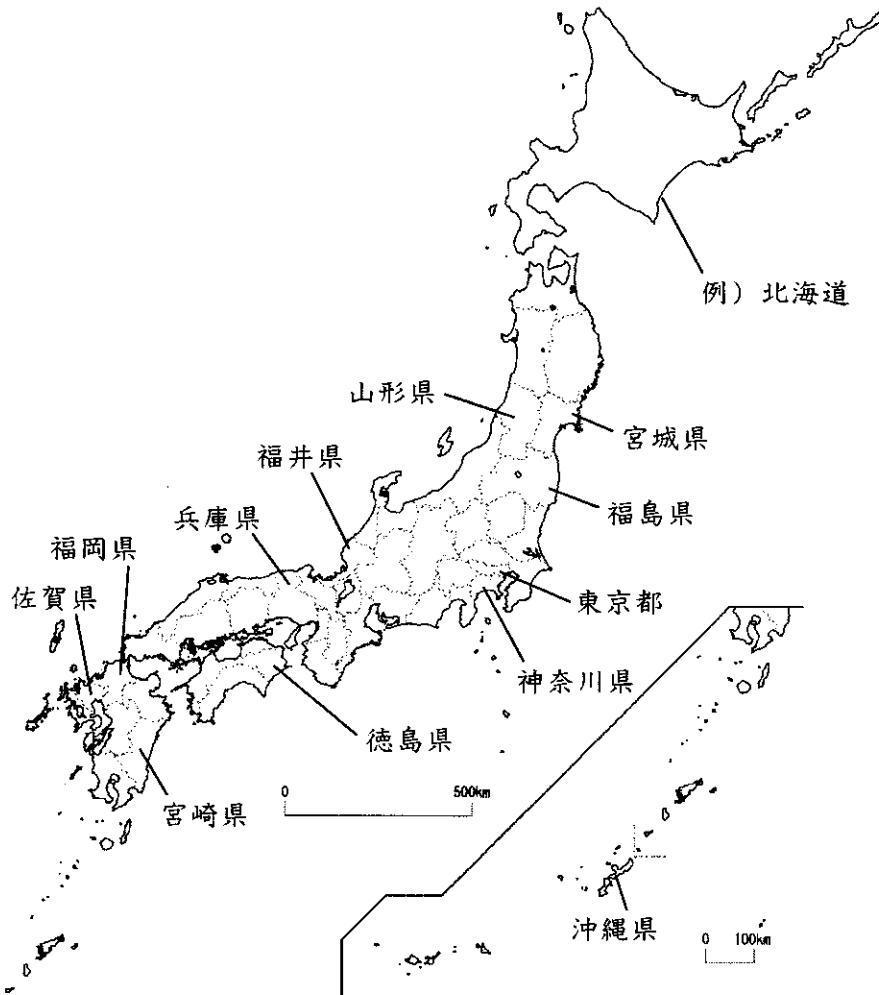 例）北海道
山形県
宮城県
福井県
兵庫県
福島県
福岡県
佐賀県
東京都
神奈川県
徳島県
宮崎県
0 500km
沖縄県
0 100km